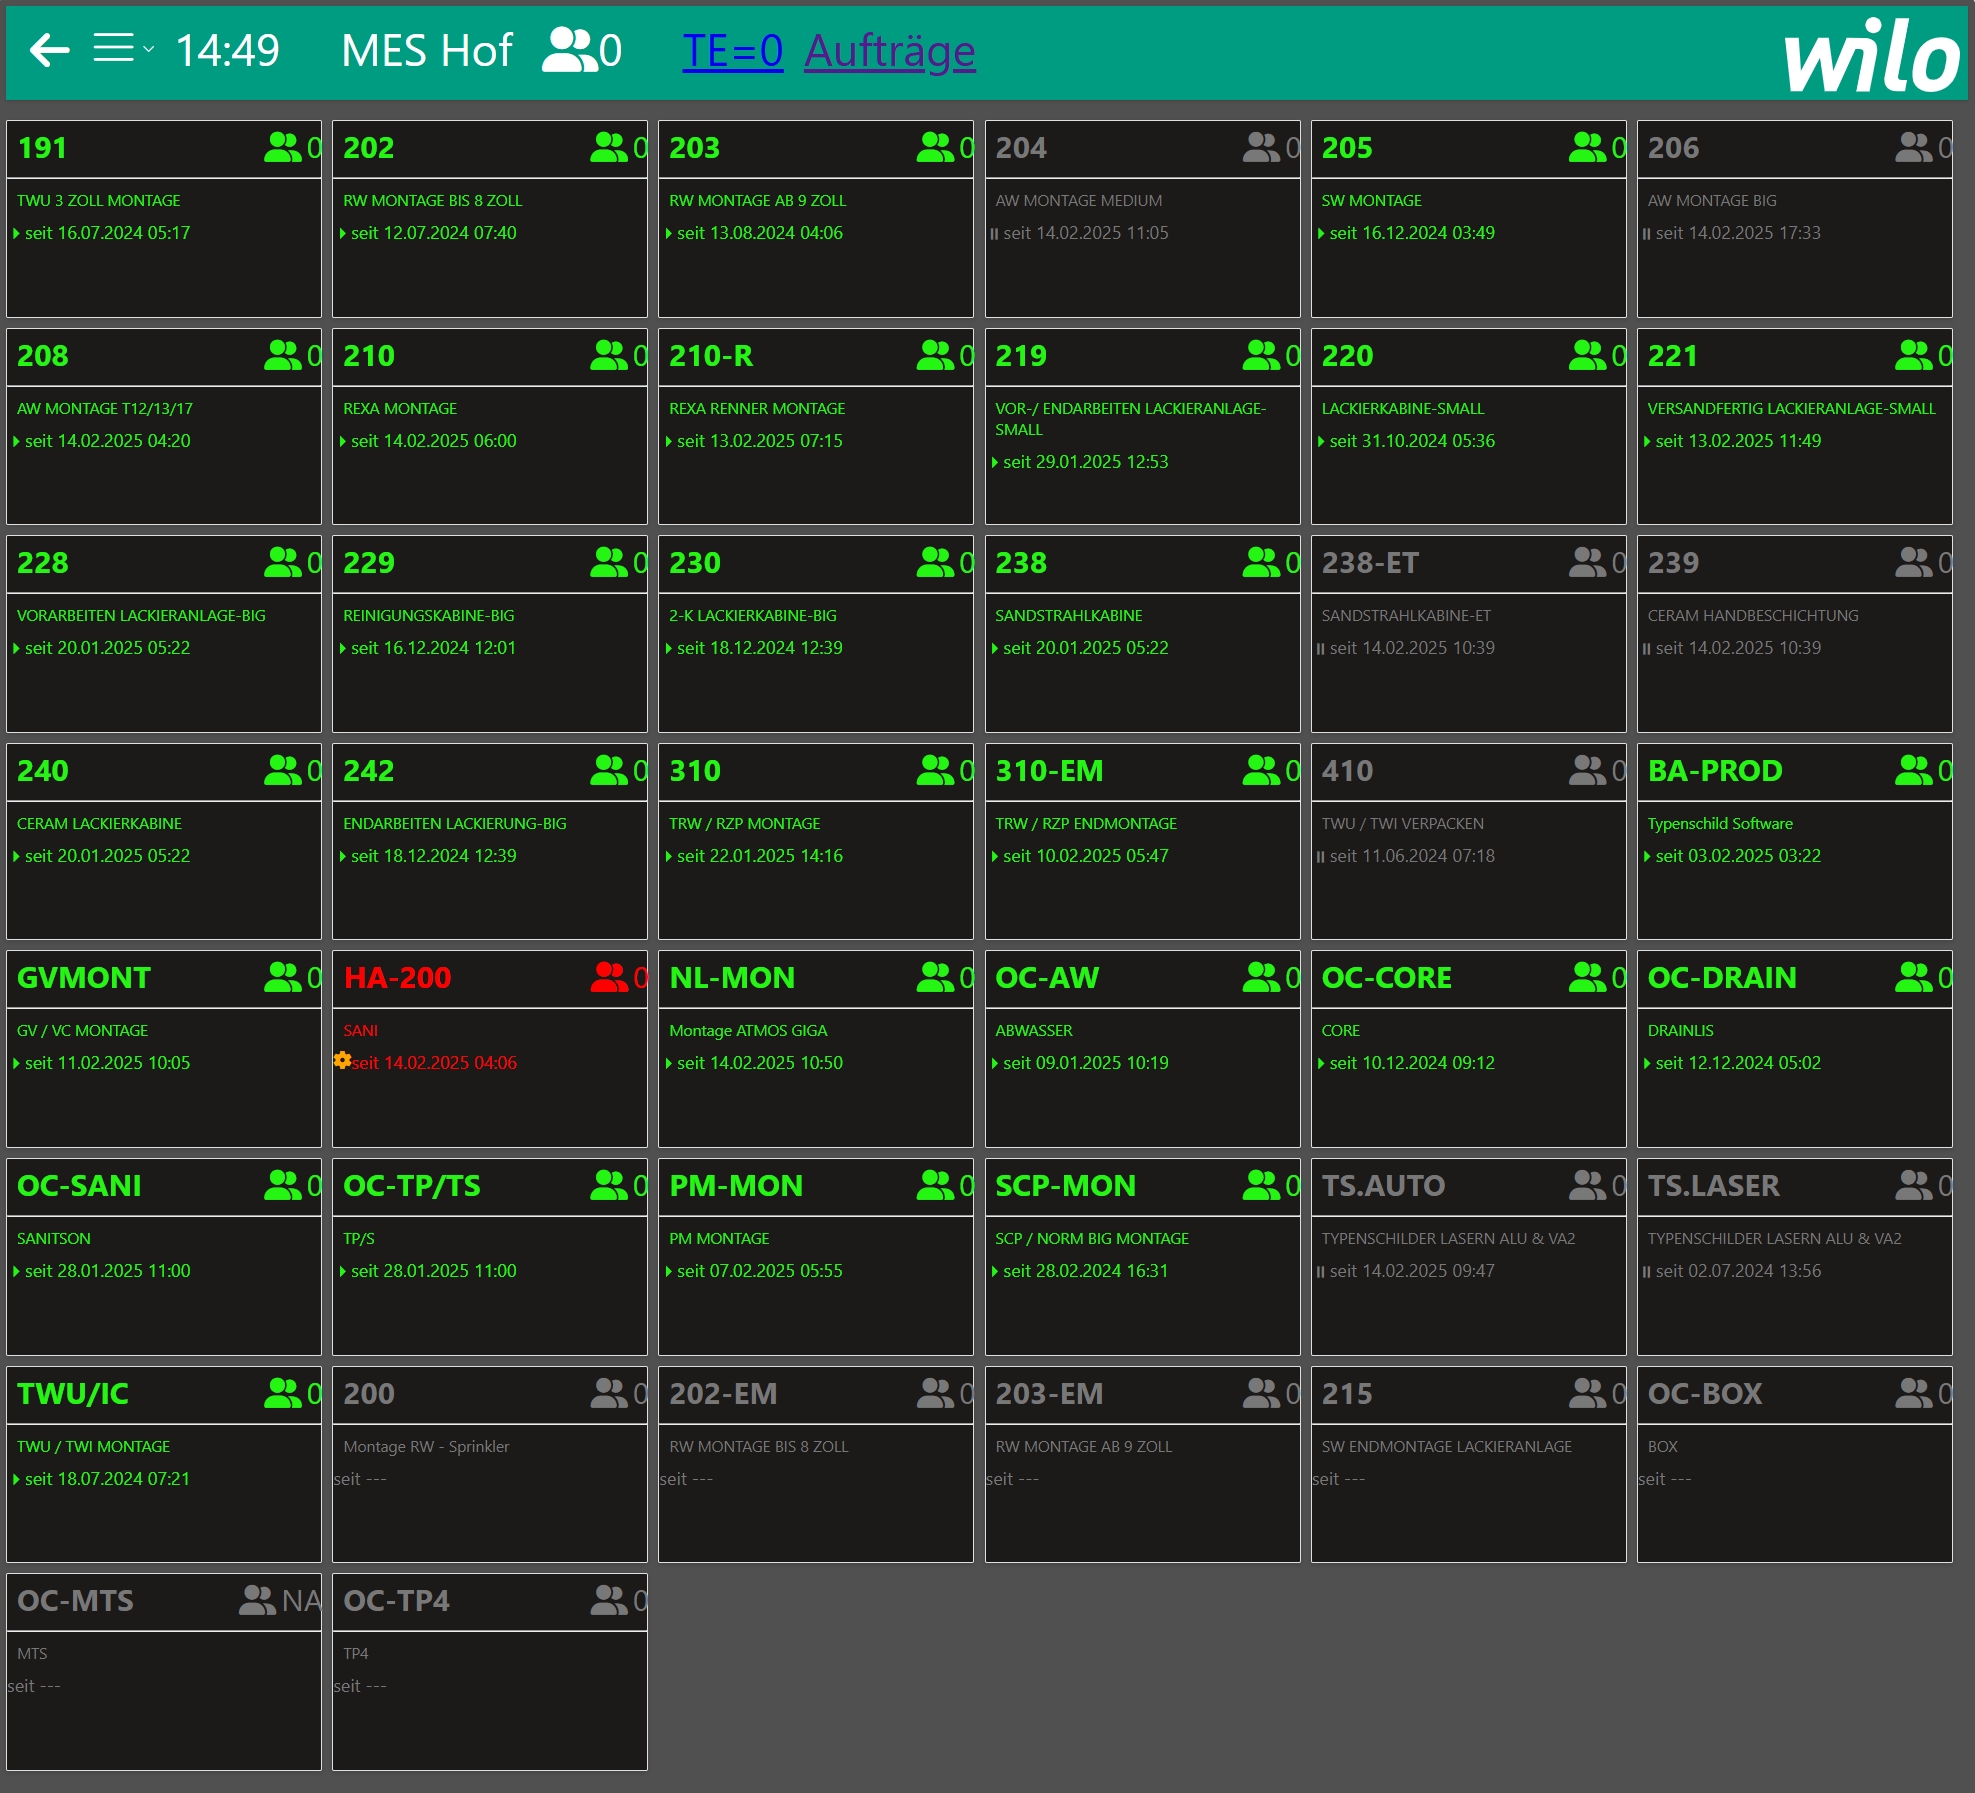 14:49 MES Hof 0 TE=0 Aufträge wilo
191 0
TWU 3 ZOLL MONTAGE
seit 16.07.2024 05:17
202 0
RW MONTAGE BIS 8 ZOLL
seit 12.07.2024 07:40
203 0
RW MONTAGE AB 9 ZOLL
seit 13.08.2024 04:06
204 0
AW MONTAGE MEDIUM
seit 14.02.2025 11:05
205 0
SW MONTAGE
seit 16.12.2024 03:49
206 0
AW MONTAGE BIG
seit 14.02.2025 17:33
208 0
AW MONTAGE T12/13/17
seit 14.02.2025 04:20
210 0
REXA MONTAGE
seit 14.02.2025 06:00
210-R 0
REXA RENNER MONTAGE
seit 13.02.2025 07:15
219 0
VOR-/ ENDARBEITEN LACKIERANLAGE-
SMALL
seit 29.01.2025 12:53
220 0
LACKIERKABINE-SMALL
seit 31.10.2024 05:36
221 0
VERSANDFERTIG LACKIERANLAGE-SMALL
seit 13.02.2025 11:49
228 0
VORARBEITEN LACKIERANLAGE-BIG
seit 20.01.2025 05:22
229 0
REINIGUNGSKABINE-BIG
seit 16.12.2024 12:01
230 0
2-K LACKIERKABINE-BIG
seit 18.12.2024 12:39
238 0
SANDSTRAHLKABINE
seit 20.01.2025 05:22
238-ET 0
SANDSTRAHLKABINE-ET
seit 14.02.2025 10:39
239 0
CERAM HANDBESCHICHTUNG
seit 14.02.2025 10:39
240 0
CERAM LACKIERKABINE
seit 20.01.2025 05:22
242 0
ENDARBEITEN LACKIERUNG-BIG
seit 18.12.2024 12:39
310 0
TRW / RZP MONTAGE
seit 22.01.2025 14:16
310-EM 0
TRW / RZP ENDMONTAGE
seit 10.02.2025 05:47
410 0
TWU / TWI VERPACKEN
seit 11.06.2024 07:18
BA-PROD 0
Typenschild Software
seit 03.02.2025 03:22
GVMONT 0
GV / VC MONTAGE
seit 11.02.2025 10:05
HA-200 0
SANI
seit 14.02.2025 04:06
NL-MON 0
Montage ATMOS GIGA
seit 14.02.2025 10:50
OC-AW 0
ABWASSER
seit 09.01.2025 10:19
OC-CORE 0
CORE
seit 10.12.2024 09:12
OC-DRAIN 0
DRAINLIS
seit 12.12.2024 05:02
OC-SANI 0
SANITSON
seit 28.01.2025 11:00
OC-TP/TS 0
TP/S
seit 28.01.2025 11:00
PM-MON 0
PM MONTAGE
seit 07.02.2025 05:55
SCP-MON 0
SCP / NORM BIG MONTAGE
seit 28.02.2024 16:31
TS.AUTO 0
TYPENSCHILDER LASERN ALU & VA2
seit 14.02.2025 09:47
TS.LASER 0
TYPENSCHILDER LASERN ALU & VA2
seit 02.07.2024 13:56
TWU/IC 0
TWU / TWI MONTAGE
seit 18.07.2024 07:21
200 0
Montage RW - Sprinkler
seit ---
202-EM 0
RW MONTAGE BIS 8 ZOLL
seit ---
203-EM 0
RW MONTAGE AB 9 ZOLL
seit ---
215 0
SW ENDMONTAGE LACKIERANLAGE
seit ---
OC-BOX 0
BOX
seit ---
OC-MTS NA
MTS
seit ---
OC-TP4 0
TP4
seit ---